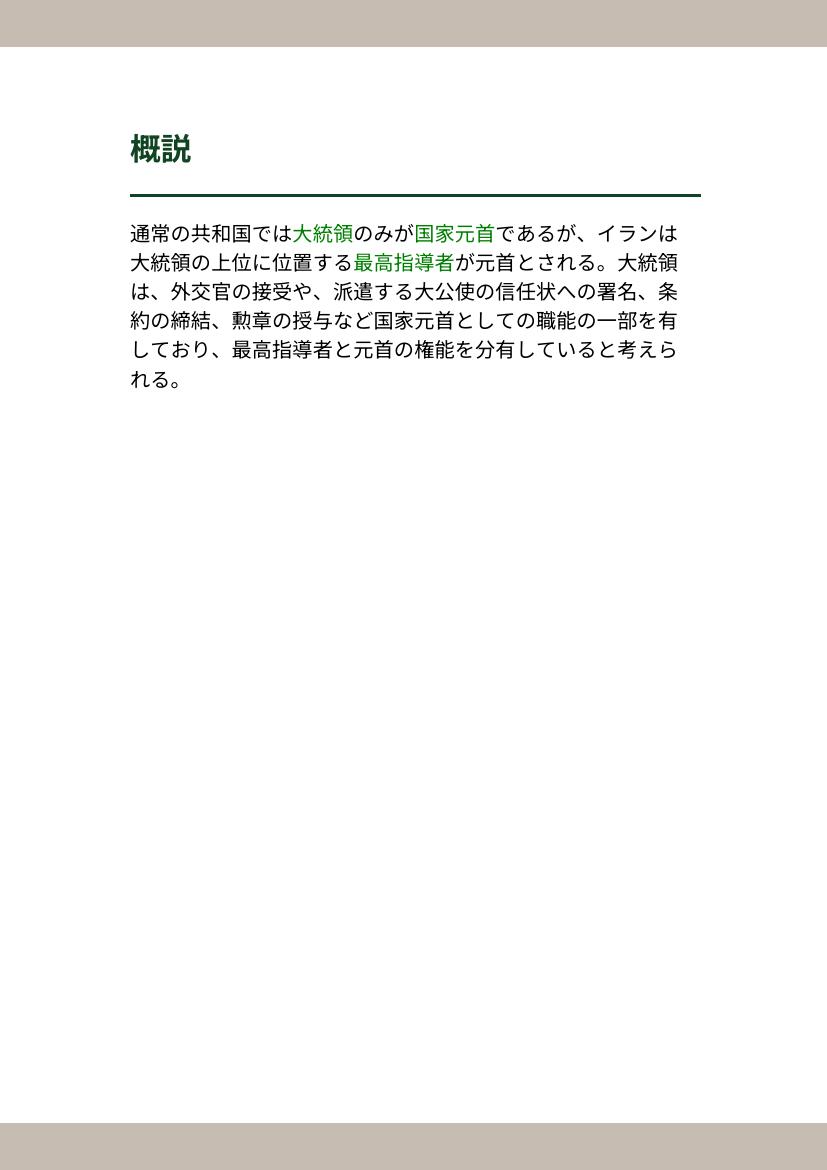 概説
通常の共和国では大統領のみが国家元首であるが、イランは
大統領の上位に位置する最高指導者が元首とされる。大統領
は、外交官の接受や、派遣する大公使の信任状への署名、条
約の締結、勲章の授与など国家元首としての職能の一部を有
しており、最高指導者と元首の権能を分有していると考えら
れる。